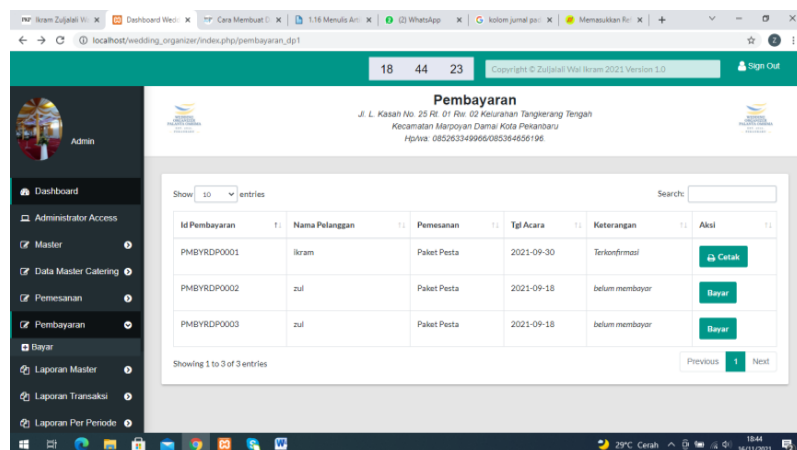 Ikram Zuljalali W
Dashboard Wedd
Cara Membuat D
1.16 Menulis Arti
(2) WhatsApp
kolom jurnal pad
Memasukkan Re
localhost/wedding_organizer/index.php/pembayaran_dp1
18 44 23
Copyright © Zuljalali Wal Ikram 2021 Version 1.0
Sign Out
Admin
Pembayaran
Jl. L. Kasah No. 25 Rt. 01 Rw. 02 Kelurahan Tangkerang Tengah
Kecamatan Marpoyan Damai Kota Pekanbaru
Hp/wa: 085263349966/085364656196.
Dashboard
Administrator Access
Master
Data Master Catering
Pemesanan
Pembayaran
Bayar
Laporan Master
Laporan Transaksi
Laporan Per Periode
Show 10 entries
Search:
Id Pembayaran Nama Pelanggan Pemesanan Tgl Acara Keterangan Aksi
PMBYRDP0001 ikram Paket Pesta 2021-09-30 Terkonfirmasi Cetak
PMBYRDP0002 zul Paket Pesta 2021-09-18 belum membayar Bayar
PMBYRDP0003 zul Paket Pesta 2021-09-18 belum membayar Bayar
Showing 1 to 3 of 3 entries
Previous 1 Next
29°C Cerah
18:44
16/11/2021